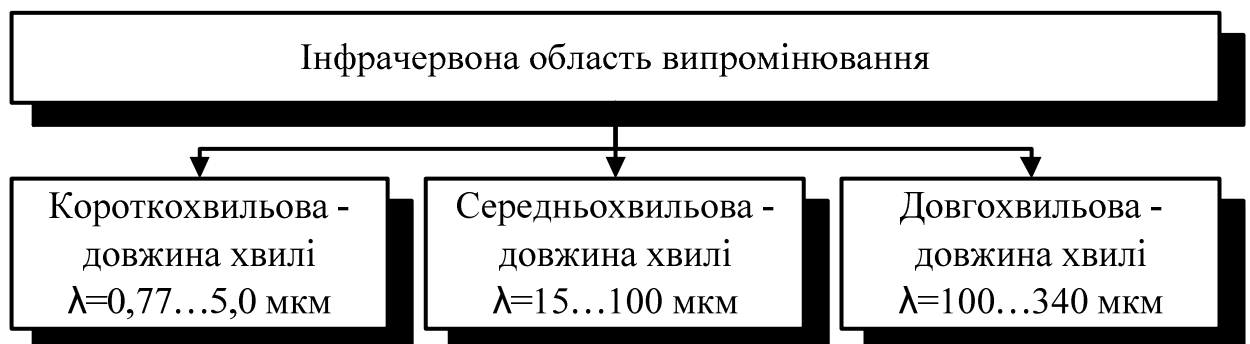 Інфрачервона область випромінювання
Короткохвильова -
довжина хвилі
λ=0,77…5,0 мкм
Середньохвильова -
довжина хвилі
λ=15…100 мкм
Довгохвильова -
довжина хвилі
λ=100…340 мкм